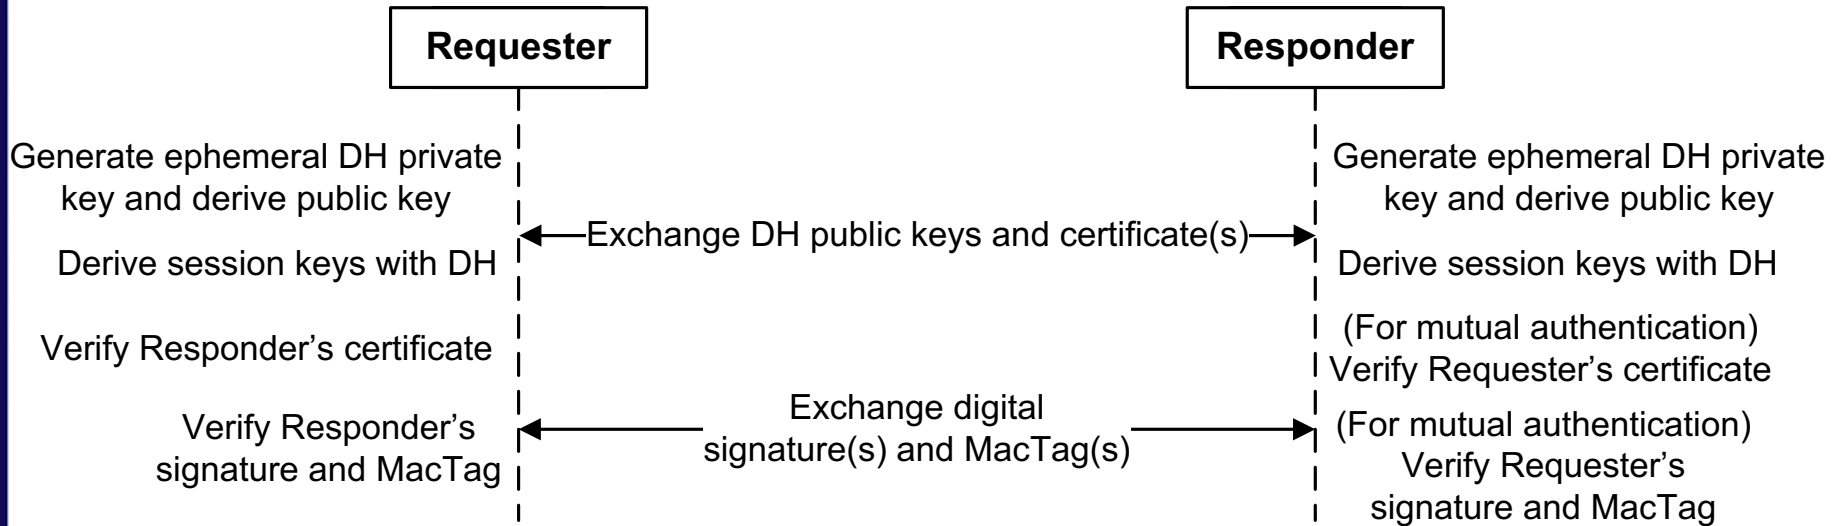 Requester
Responder
Generate ephemeral DH private
key and derive public key
Generate ephemeral DH private
key and derive public key
Exchange DH public keys and certificate(s)
Derive session keys with DH
Derive session keys with DH
Verify Responder’s certificate
(For mutual authentication)
Verify Requester’s certificate
Exchange digital
signature(s) and MacTag(s)
Verify Responder’s
signature and MacTag
(For mutual authentication)
Verify Requester’s
signature and MacTag